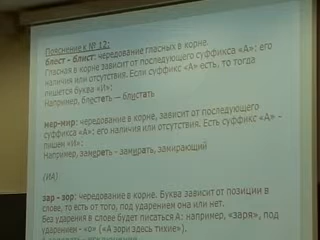 Пояснение к № 12:
блест - блист: чередование гласных в корне.
Гласная в корне зависит от последующего суффикса «А»: его
наличия или отсутствия. Если суффикс «А» есть, то тогда
пишется буква «И»:
Например, блестеть — блистать
мер-мир: чередование в корне, зависит от последующего
суффикса «А»: его наличия или отсутствия. Есть суффикс «А» -
пишем «И»:
Например, замереть - замирать, замирающий
(ИА)
зар - зор: чередование в корне. Буква зависит от позиции в
слове, то есть от того, под ударением она или нет.
Без ударения в слове будет писаться А: например, «заря», под
ударением - «о» («А зори здесь тихие»).